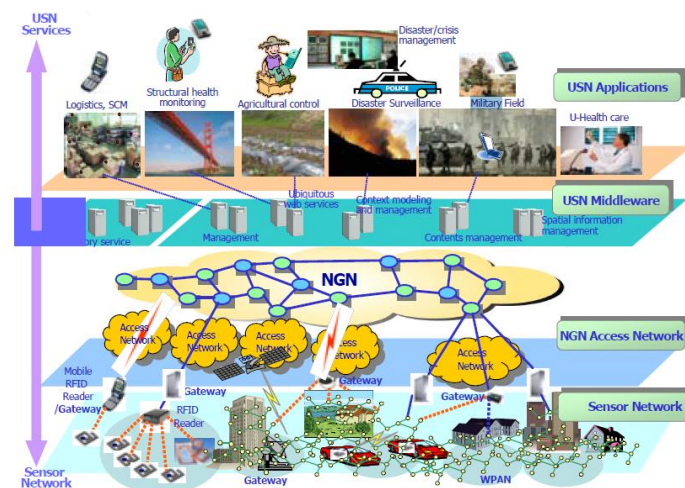 USN
Services
Disaster/crisis
management
Structural health
monitoring
Logistics, SCM
Agricultural control
POLICE
Disaster Surveillance
Military Field
USN Applications
U-Health care
Ubiquitous
web services
Context modeling
and management
USN Middleware
ory service
Management
Contents management
Spatial information
management
NGN
Access
Network
Access
Network
Access
Network
Access
Network
Access
Network
NGN Access Network
Mobile
RFID
Reader
/Gateway
Gateway
RFID
Reader
Gateway
Gateway
Sensor Network
Gateway
WPAN
Sensor
Network